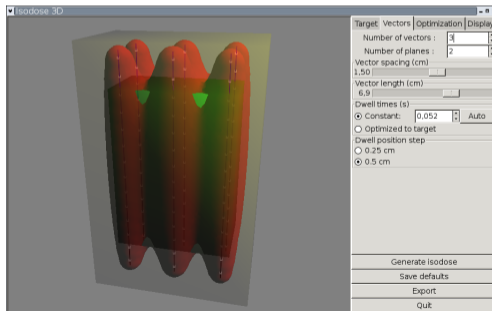 Isodose 3D
Target Vectors Optimization Display
Number of vectors : 3
Number of planes : 2
Vector spacing (cm)
1,50
Vector length (cm)
6,9
Dwell times (s)
Constant: 0,052 Auto
Optimized to target
Dwell position step
0.25 cm
0.5 cm
Generate isodose
Save defaults
Export
Quit